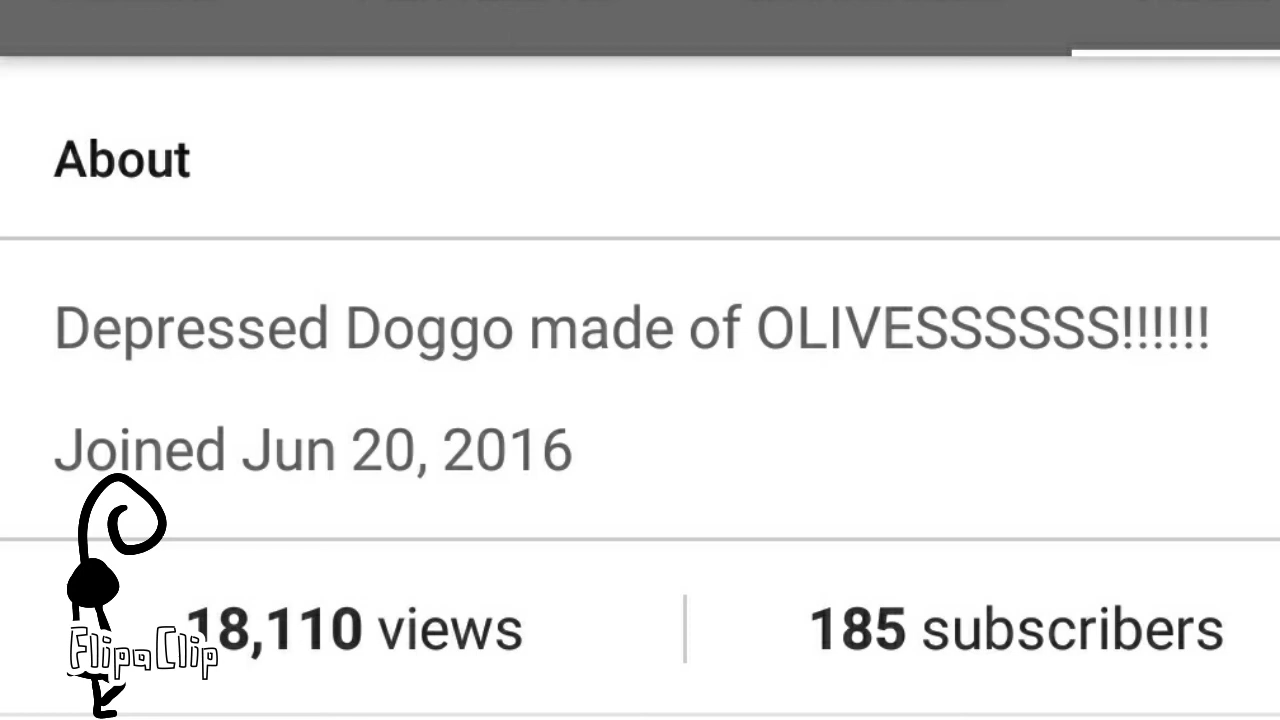 About
Depressed Doggo made of OLIVESSSSSS!!!!!!
Joined Jun 20, 2016
18,110 views
185 subscribers
FlipaClip